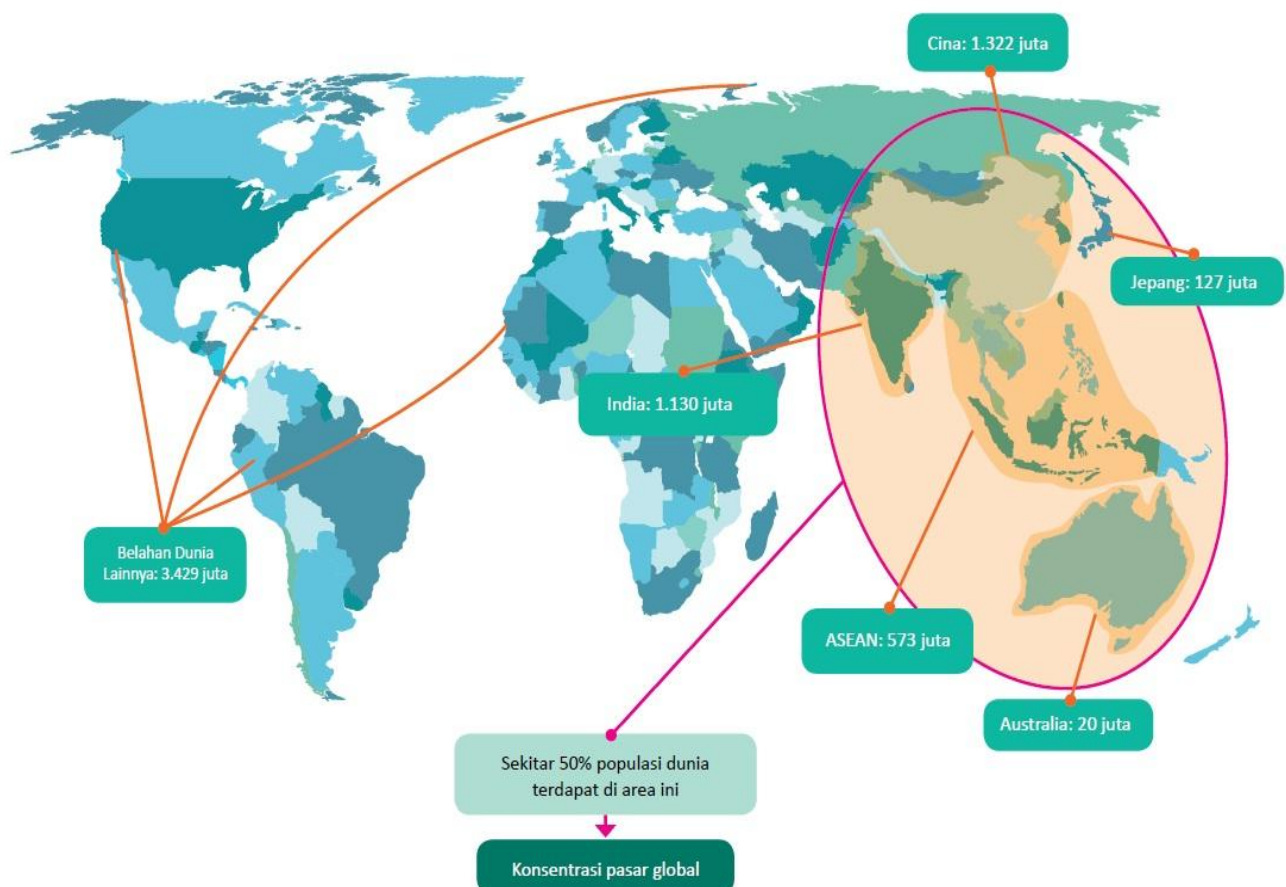 Cina: 1.322 juta
Jepang: 127 juta
India: 1.130 juta
Belahan Dunia
Lainnya: 3.429 juta
ASEAN: 573 juta
Australia: 20 juta
Sekitar 50% populasi dunia
terdapat di area ini
Konsentrasi pasar global